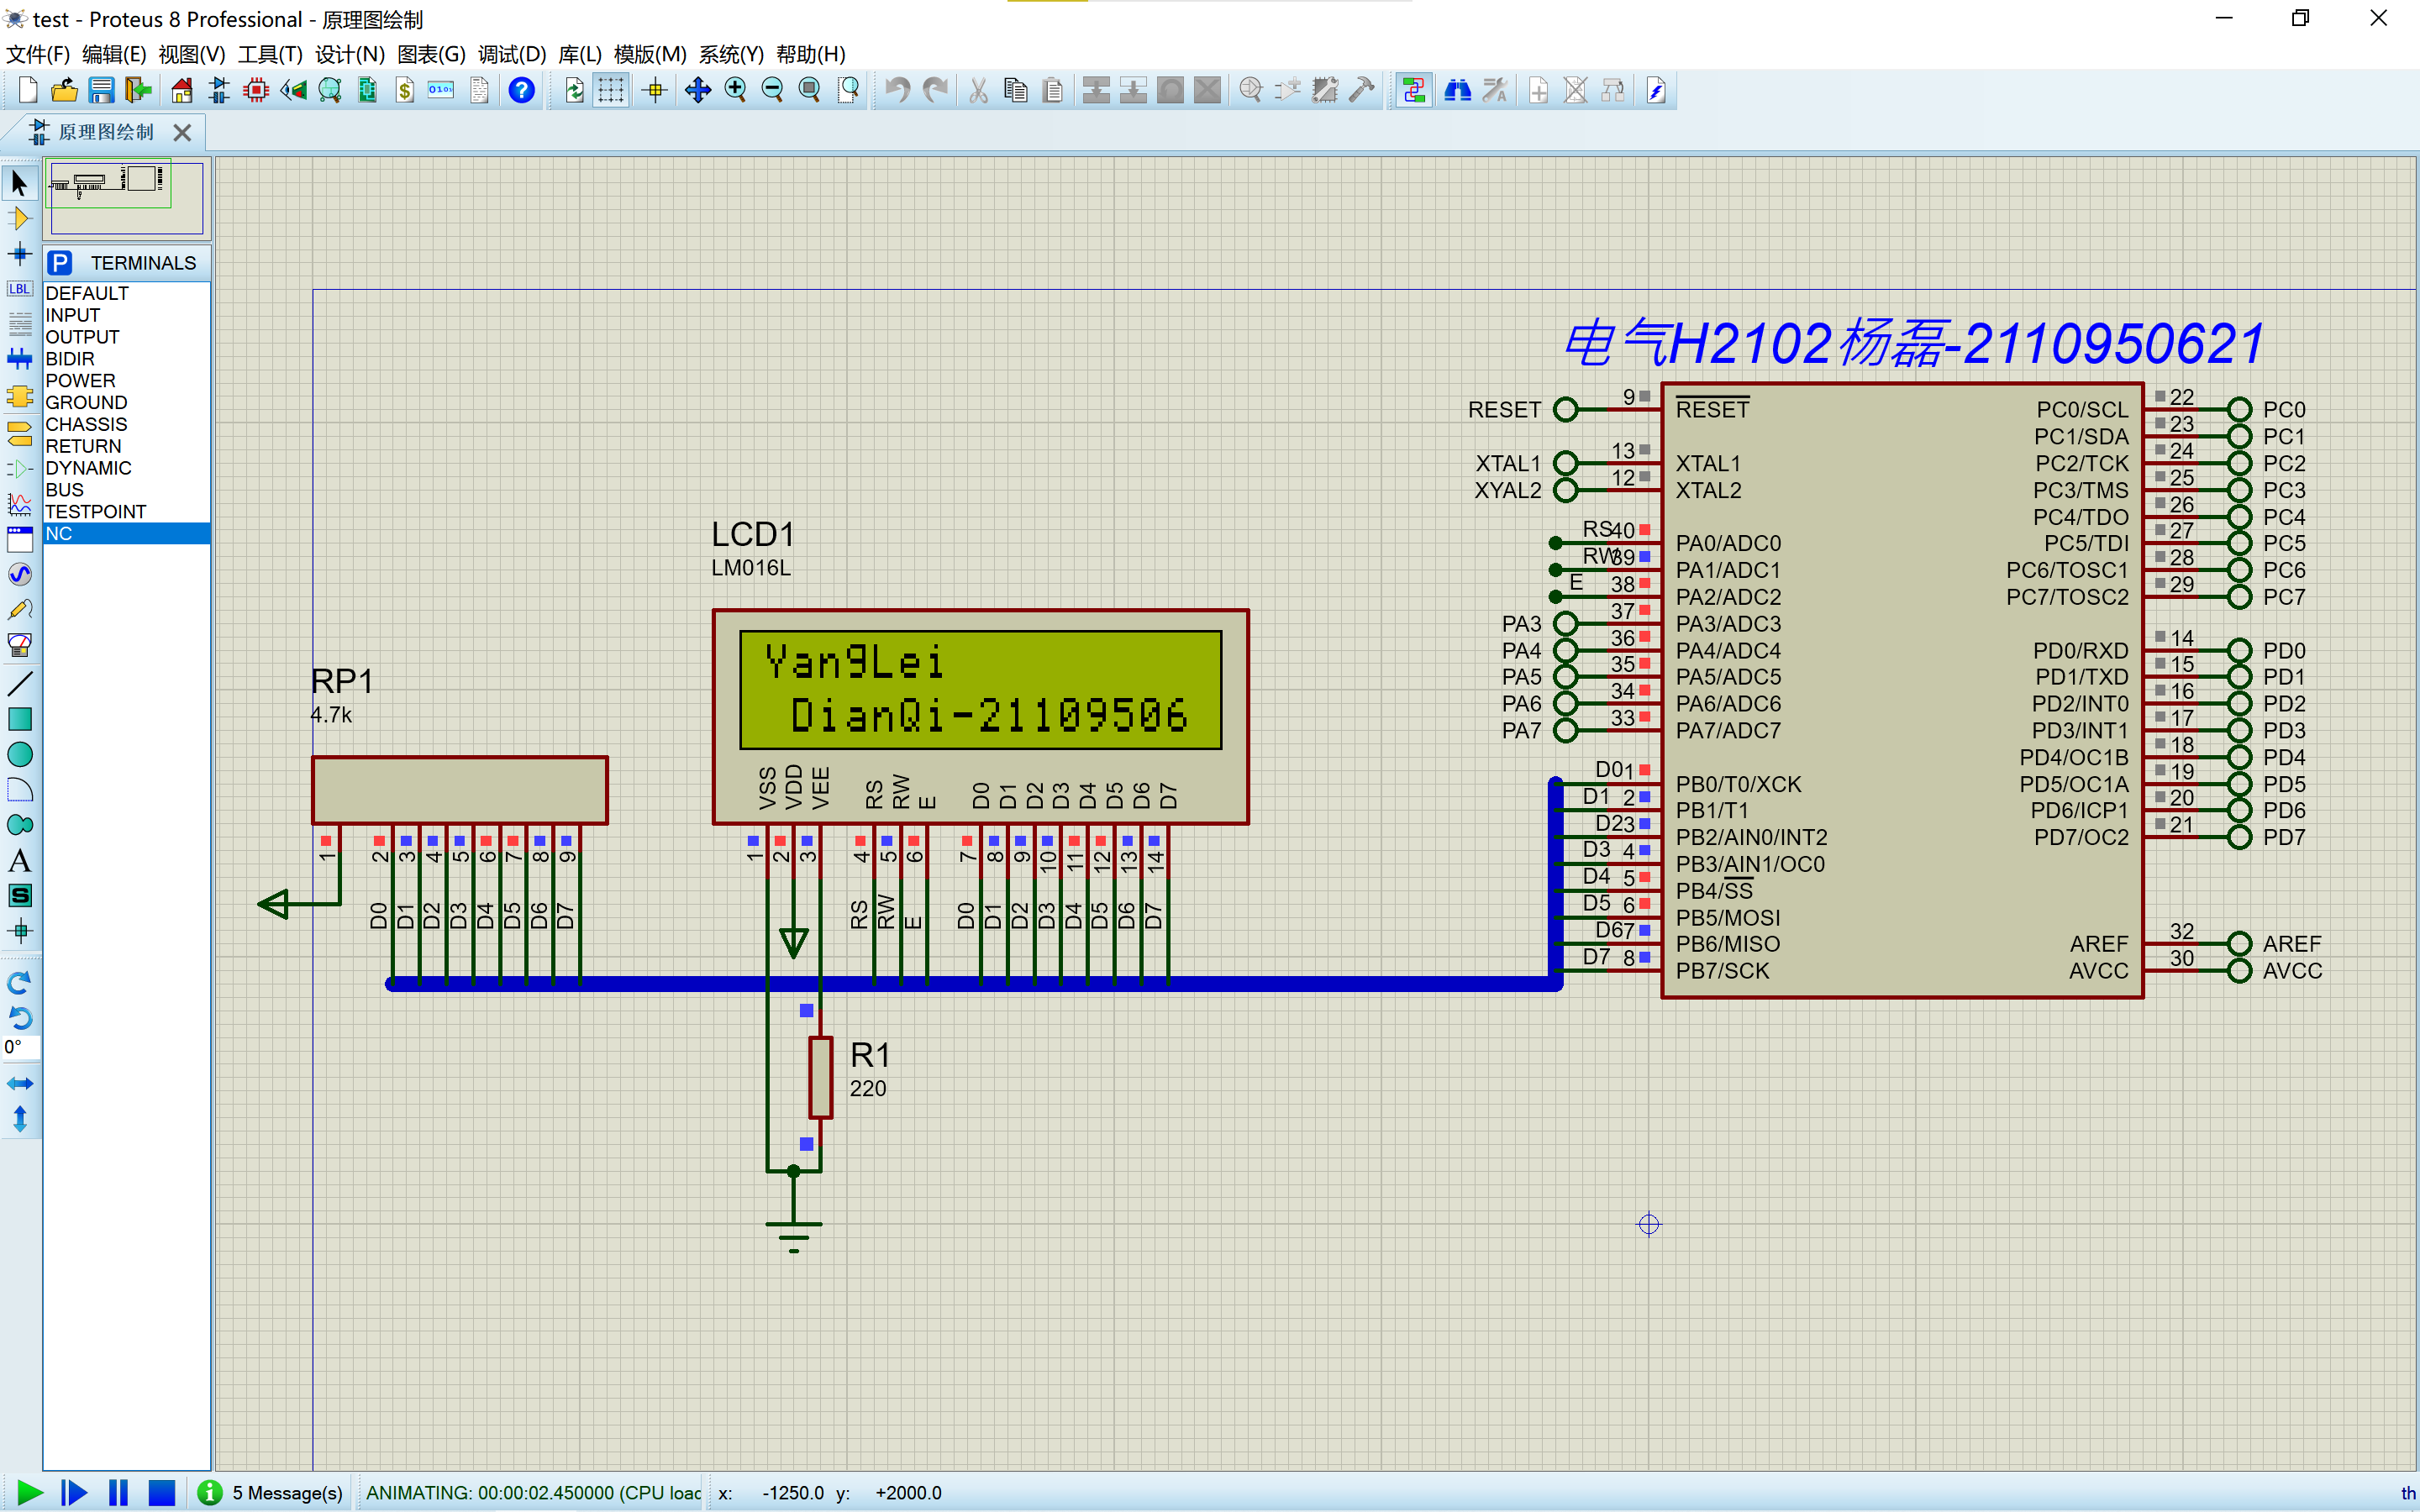 test - Proteus 8 Professional - 原理图绘制
文件(F) 编辑(E) 视图(V) 工具(T) 设计(N) 图表(G) 调试(D) 库(L) 模版(M) 系统(Y) 帮助(H)
原理图绘制
P TERMINALS
DEFAULT
INPUT
OUTPUT
BIDIR
POWER
GROUND
CHASSIS
RETURN
DYNAMIC
BUS
TESTPOINT
NC
LBL
A
S
0°
RP1
4.7k
1 2 3 4 5 6 7 8 9
D0 D1 D2 D3 D4 D5 D6 D7
LCD1
LM016L
YangLei
DianQi-21109506
VSS VDD VEE RS RW E D0 D1 D2 D3 D4 D5 D6 D7
1 2 3 4 5 6 7 8 9 10 11 12 13 14
RS RW E D0 D1 D2 D3 D4 D5 D6 D7
R1
220
电气H2102杨磊-2110950621
RESET 9 RESET PC0/SCL 22 PC0
PC1/SDA 23 PC1
XTAL1 13 XTAL1 PC2/TCK 24 PC2
XYAL2 12 XTAL2 PC3/TMS 25 PC3
PC4/TDO 26 PC4
RS 40 PA0/ADC0 PC5/TDI 27 PC5
RW 39 PA1/ADC1 PC6/TOSC1 28 PC6
E 38 PA2/ADC2 PC7/TOSC2 29 PC7
PA3 37 PA3/ADC3
PA4 36 PA4/ADC4 PD0/RXD 14 PD0
PA5 35 PA5/ADC5 PD1/TXD 15 PD1
PA6 34 PA6/ADC6 PD2/INT0 16 PD2
PA7 33 PA7/ADC7 PD3/INT1 17 PD3
PD4/OC1B 18 PD4
D0 1 PB0/T0/XCK PD5/OC1A 19 PD5
D1 2 PB1/T1 PD6/ICP1 20 PD6
D2 3 PB2/AIN0/INT2 PD7/OC2 21 PD7
D3 4 PB3/AIN1/OC0
D4 5 PB4/SS
D5 6 PB5/MOSI
D6 7 PB6/MISO AREF 32 AREF
D7 8 PB7/SCK AVCC 30 AVCC
5 Message(s) ANIMATING: 00:00:02.450000 (CPU load x: -1250.0 y: +2000.0 th